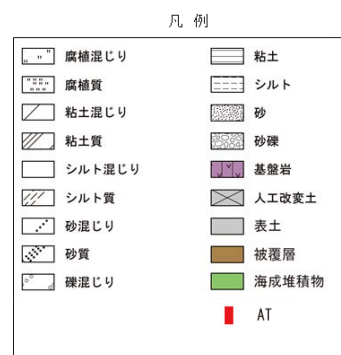 凡 例
腐植混じり
腐植質
粘土混じり
粘土質
シルト混じり
シルト質
砂混じり
砂質
礫混じり
粘土
シルト
砂
砂礫
基盤岩
人工改変土
表土
被覆層
海成堆積物
AT